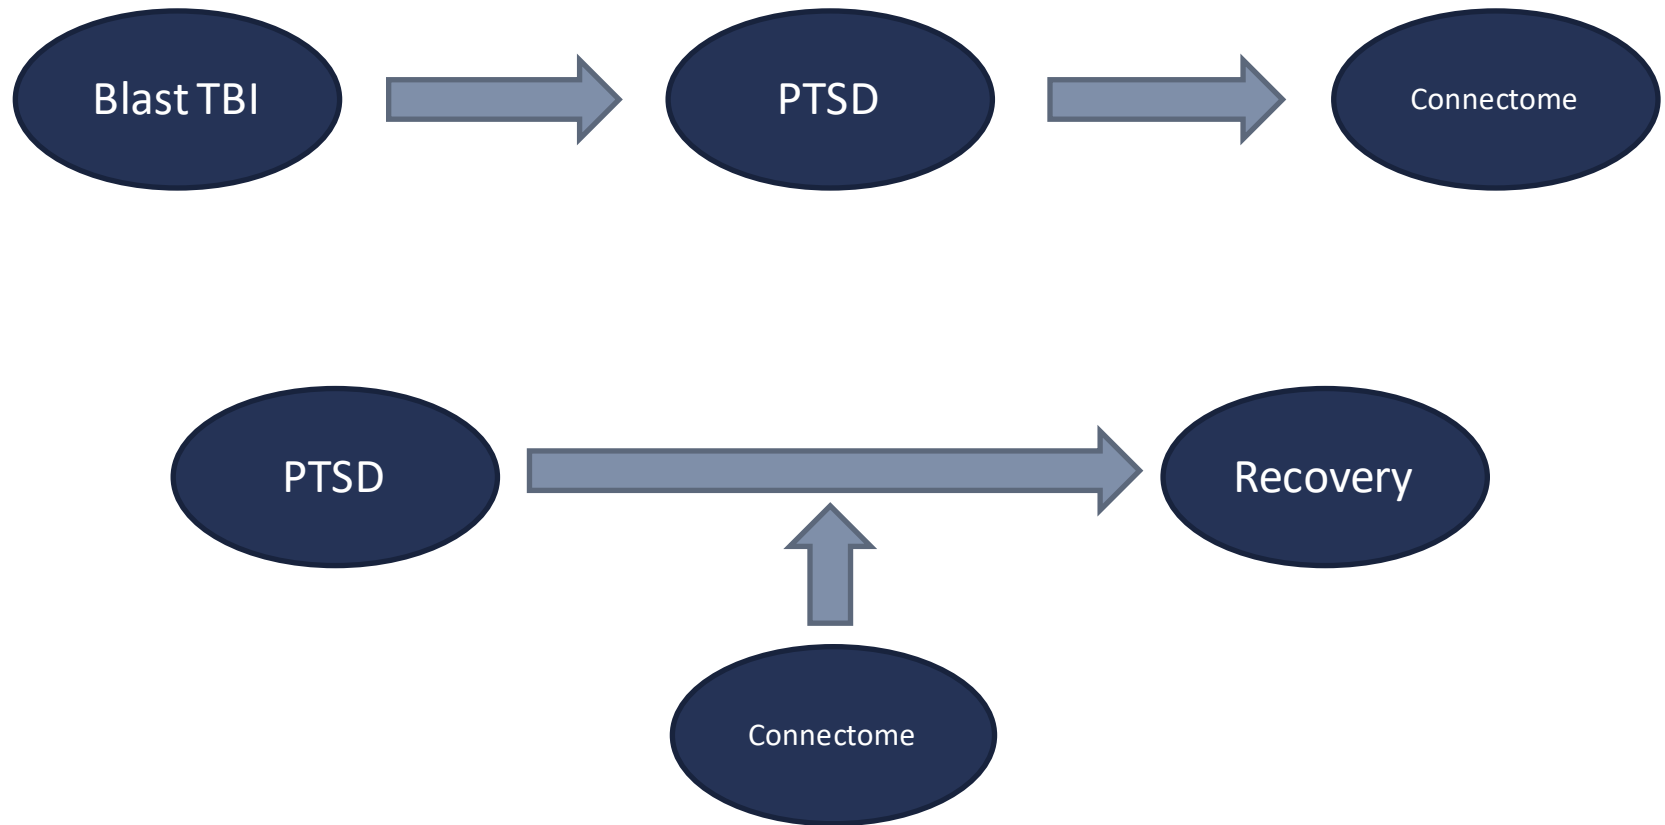 Blast TBI
PTSD
Connectome
PTSD
Recovery
Connectome